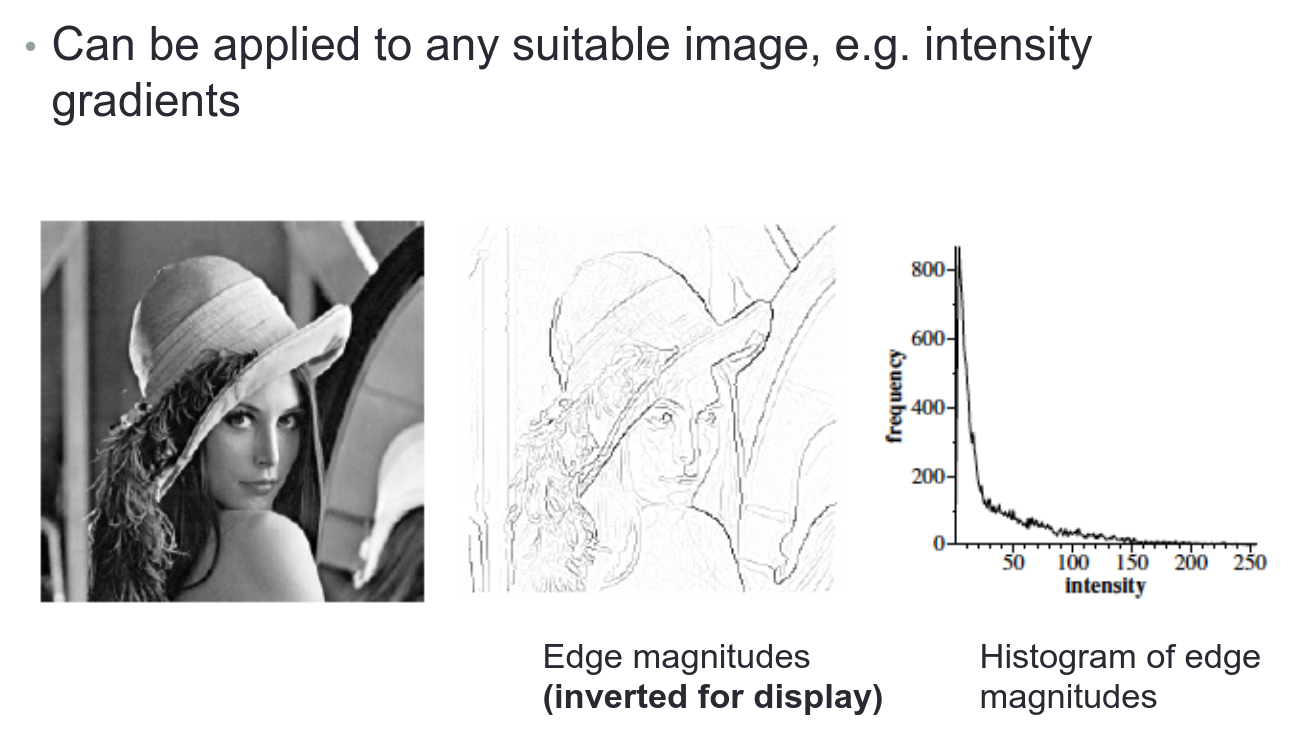 • Can be applied to any suitable image, e.g. intensity
gradients
800
600
400
200
0
frequency
50 100 150 200 250
intensity
Edge magnitudes
(inverted for display)
Histogram of edge
magnitudes